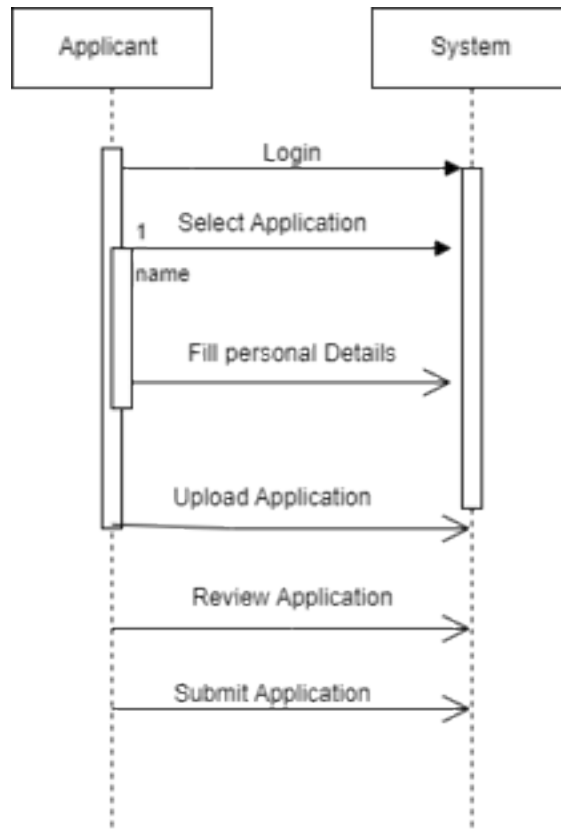 Applicant
System
Login
1
Select Application
name
Fill personal Details
Upload Application
Review Application
Submit Application